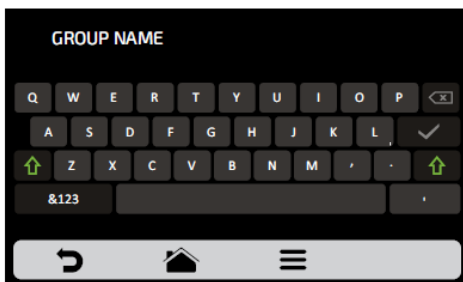 GROUP NAME
Q W E R T Y U I O P
A S D F G H J K L ,
Z X C V B N M , .
&123 '